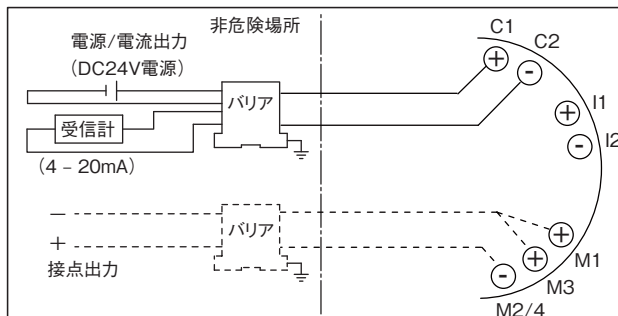 非危険場所
電源/電流出力
(DC24V電源)
バリア
受信計
(4 – 20mA)
C1
C2
+
-
I1
+
I2
-
−
+
接点出力
バリア
+
M1
+
M3
-
M2/4